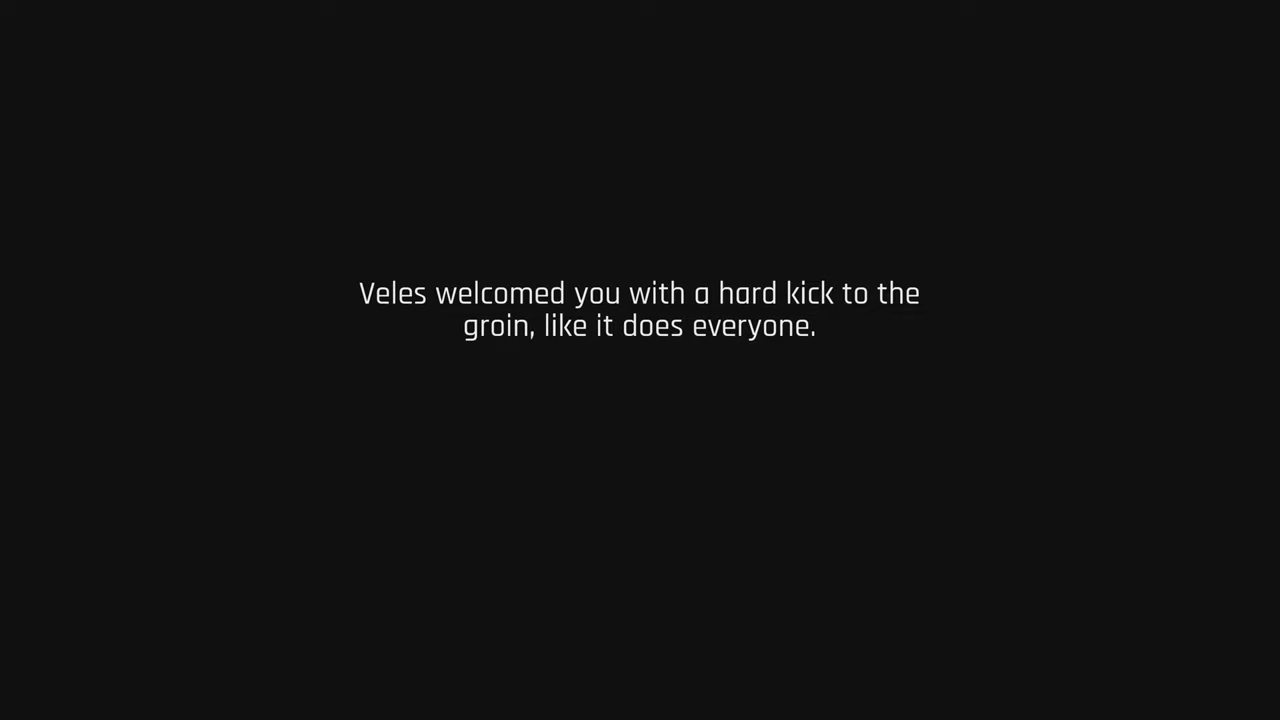 Veles welcomed you with a hard kick to the
groin, like it does everyone.